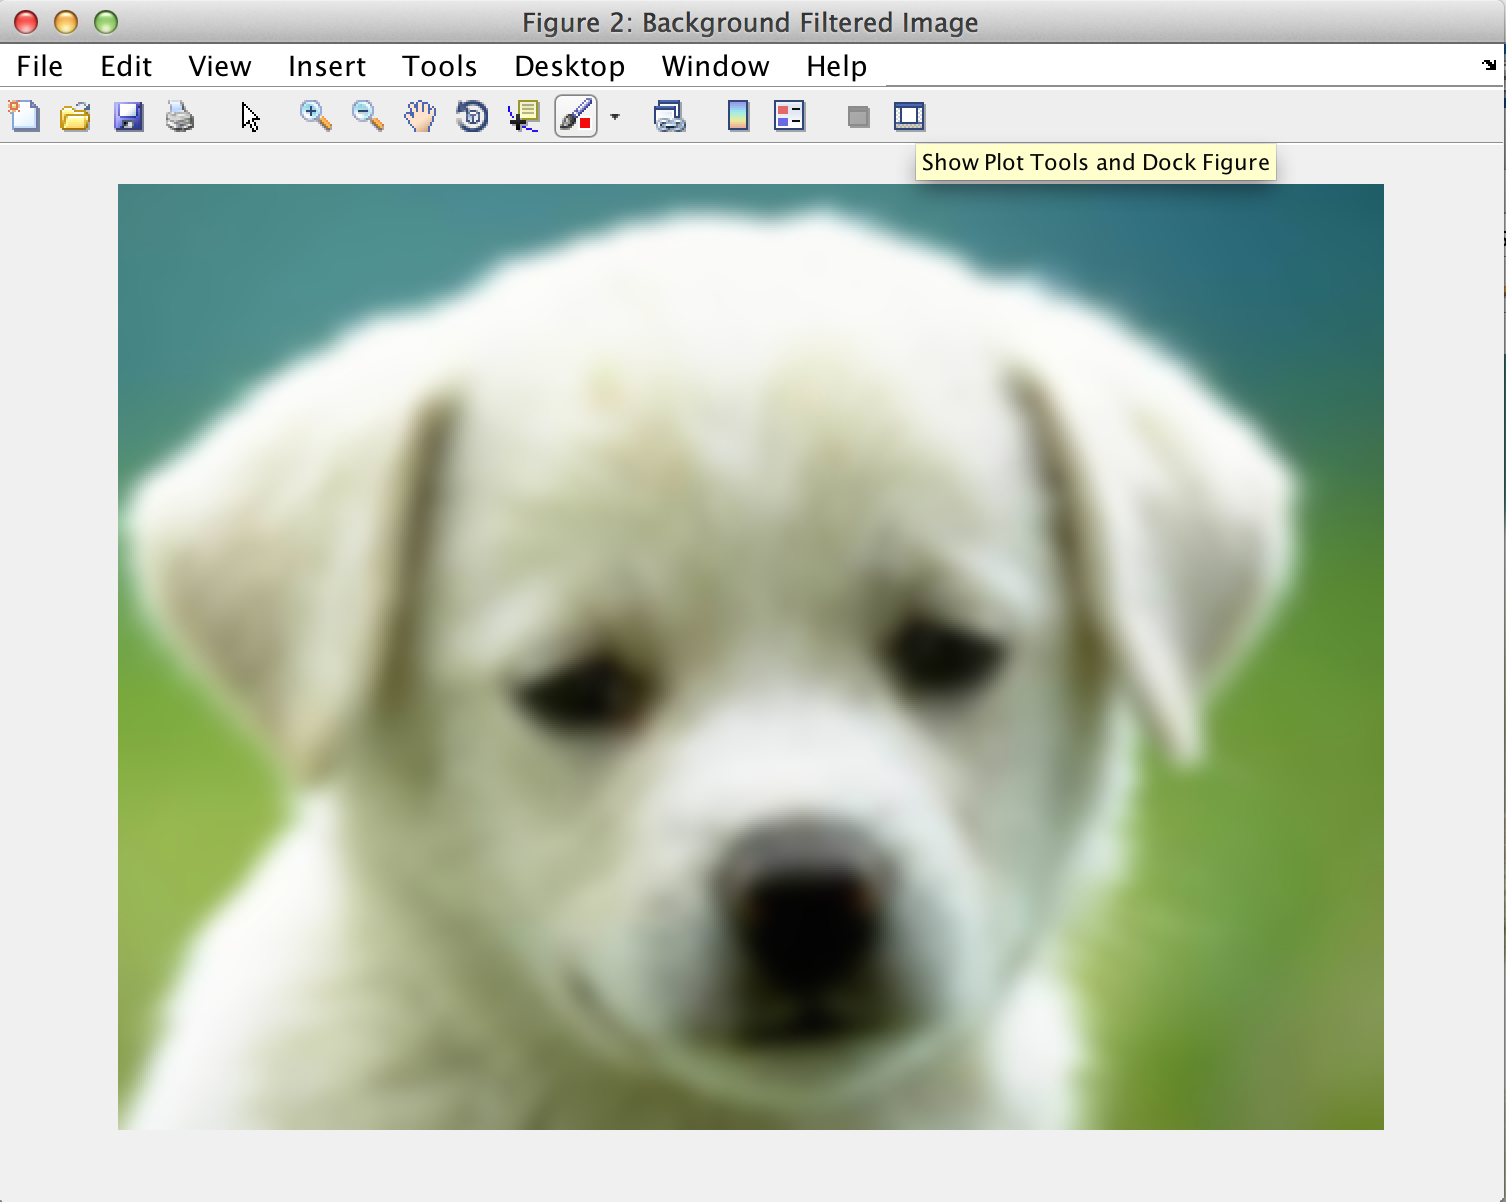 Figure 2: Background Filtered Image
File Edit View Insert Tools Desktop Window Help
Show Plot Tools and Dock Figure